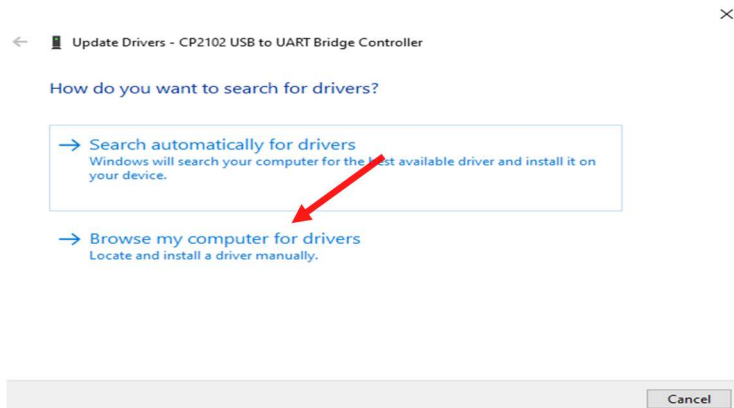 Update Drivers - CP2102 USB to UART Bridge Controller
How do you want to search for drivers?
Search automatically for drivers
Windows will search your computer for the best available driver and install it on
your device.
Browse my computer for drivers
Locate and install a driver manually.
Cancel